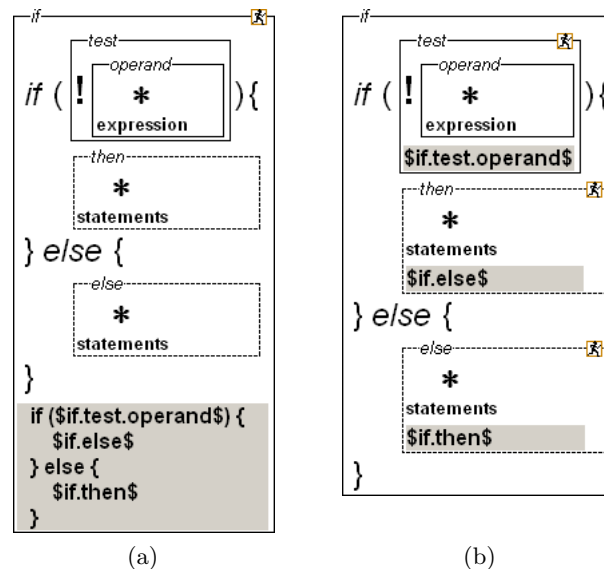 if
test
operand
if ( ! * ) {
expression
then
*
statements
} else {
else
*
statements
}
if ($if.test.operand$) {
$if.else$
} else {
$if.then$
}
(a)
if
test
operand
if ( ! * ) {
expression
$if.test.operand$
then
*
statements
$if.else$
} else {
else
*
statements
$if.then$
}
(b)